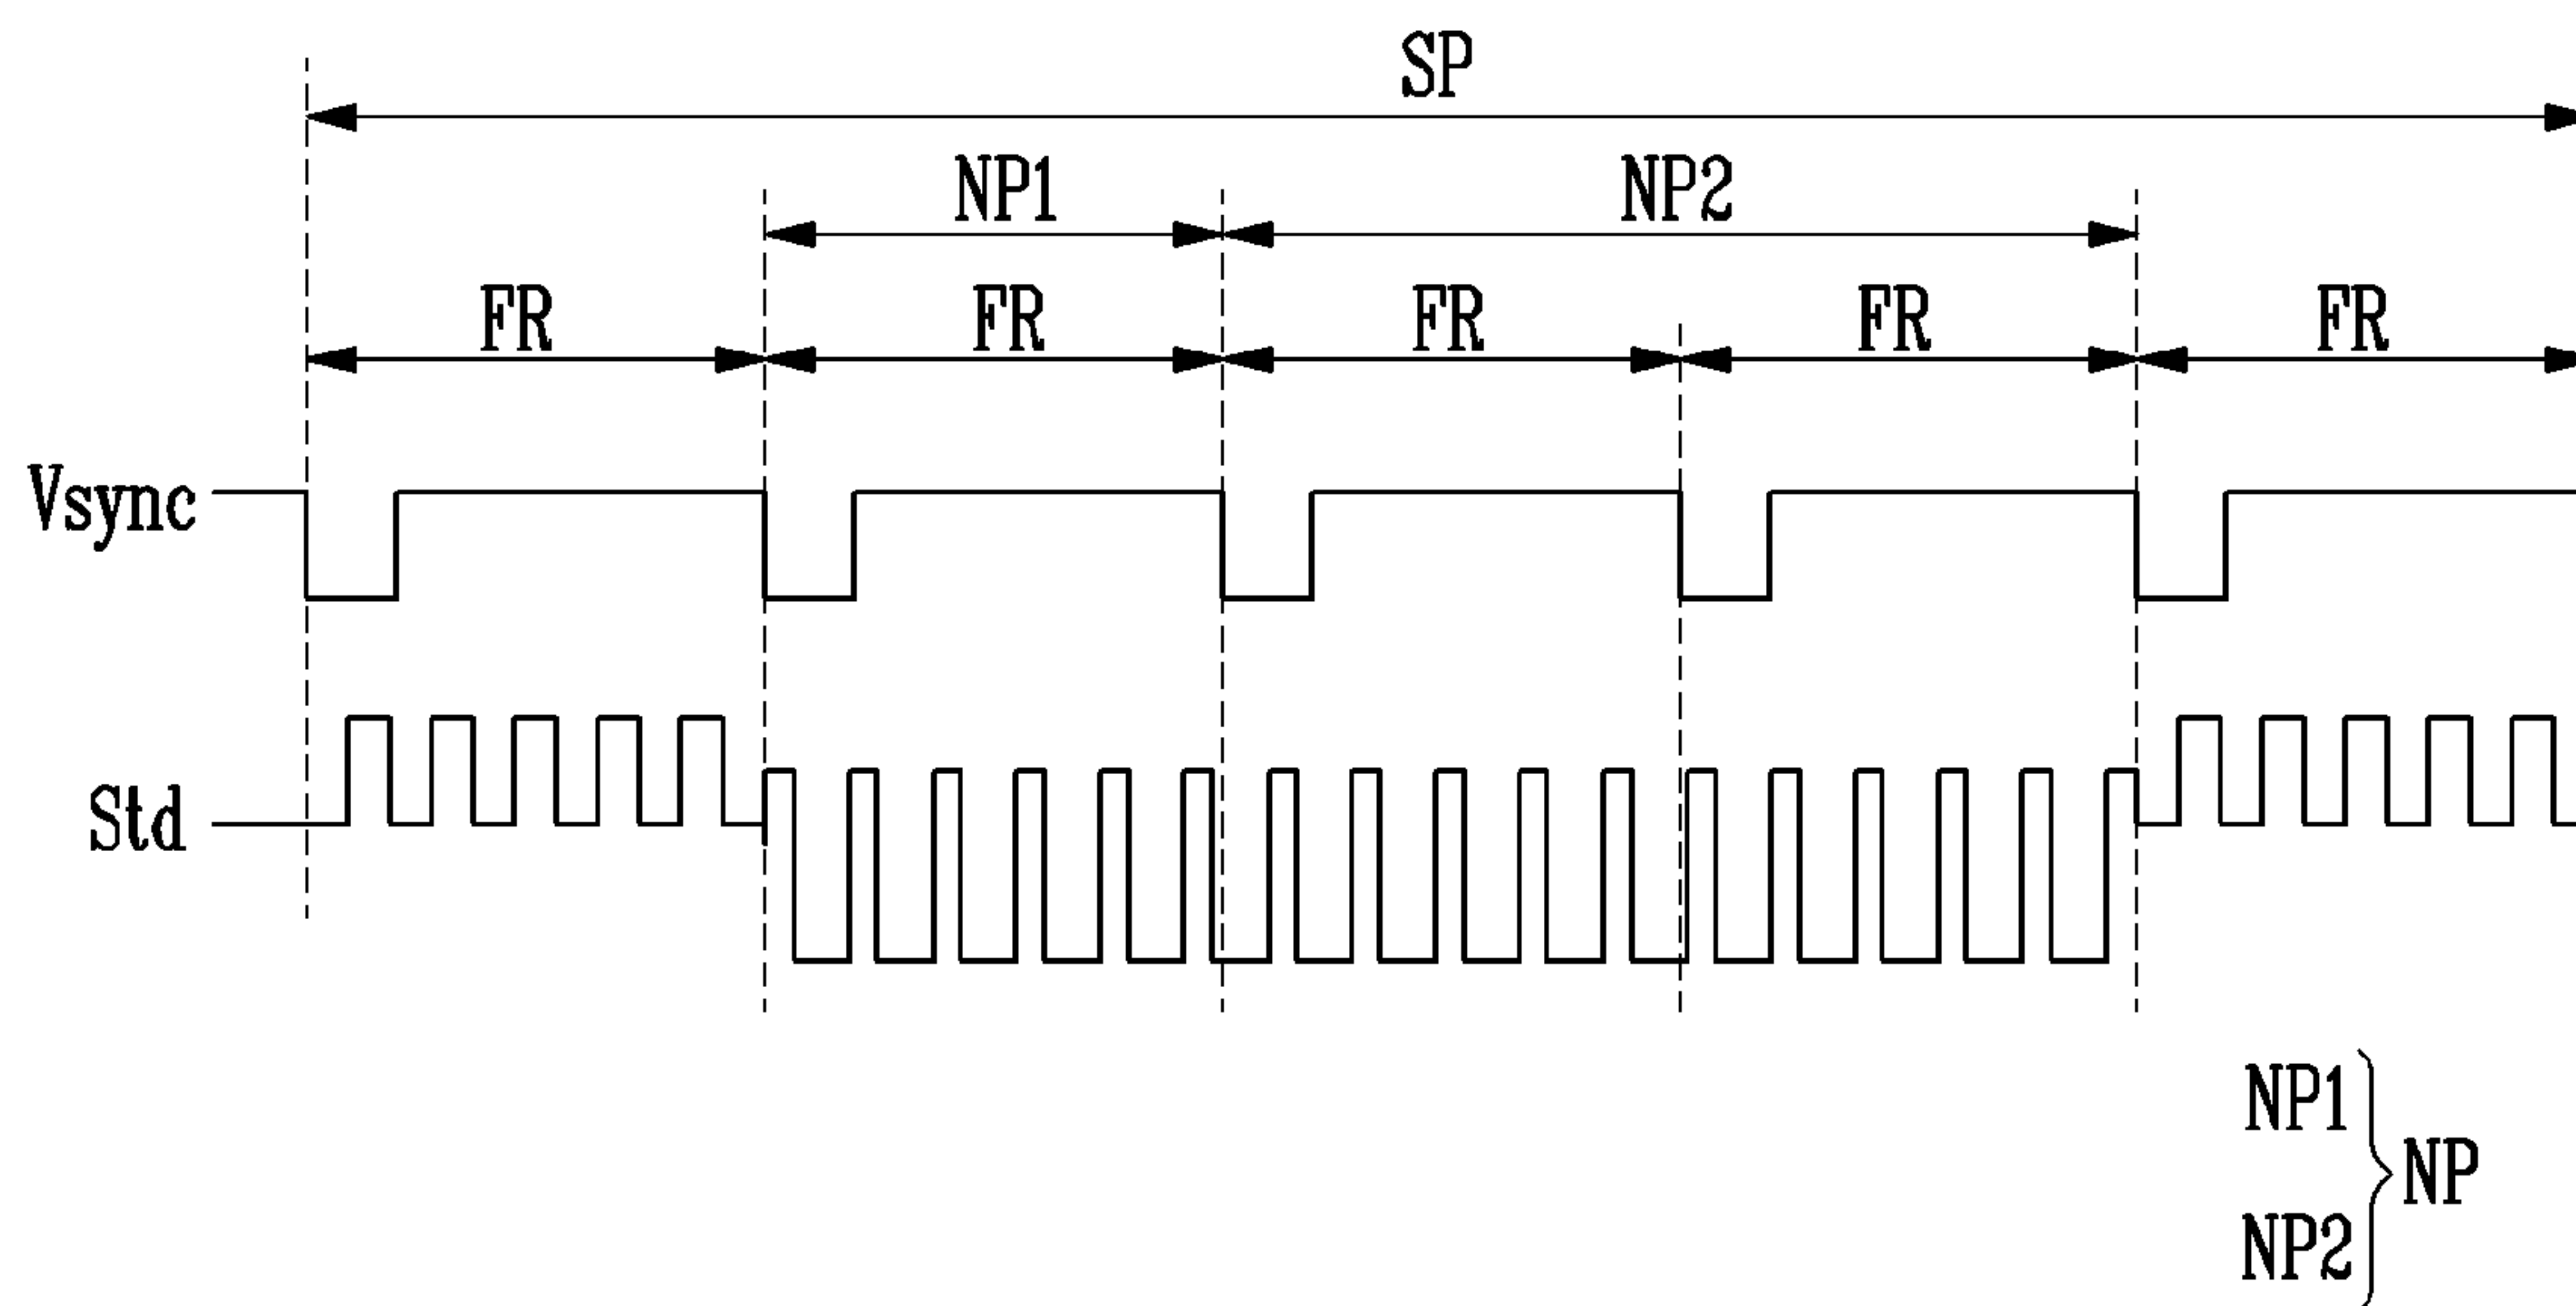 SP
NP1 NP2
FR FR FR FR FR
Vsync
Std
NP1
NP
NP2